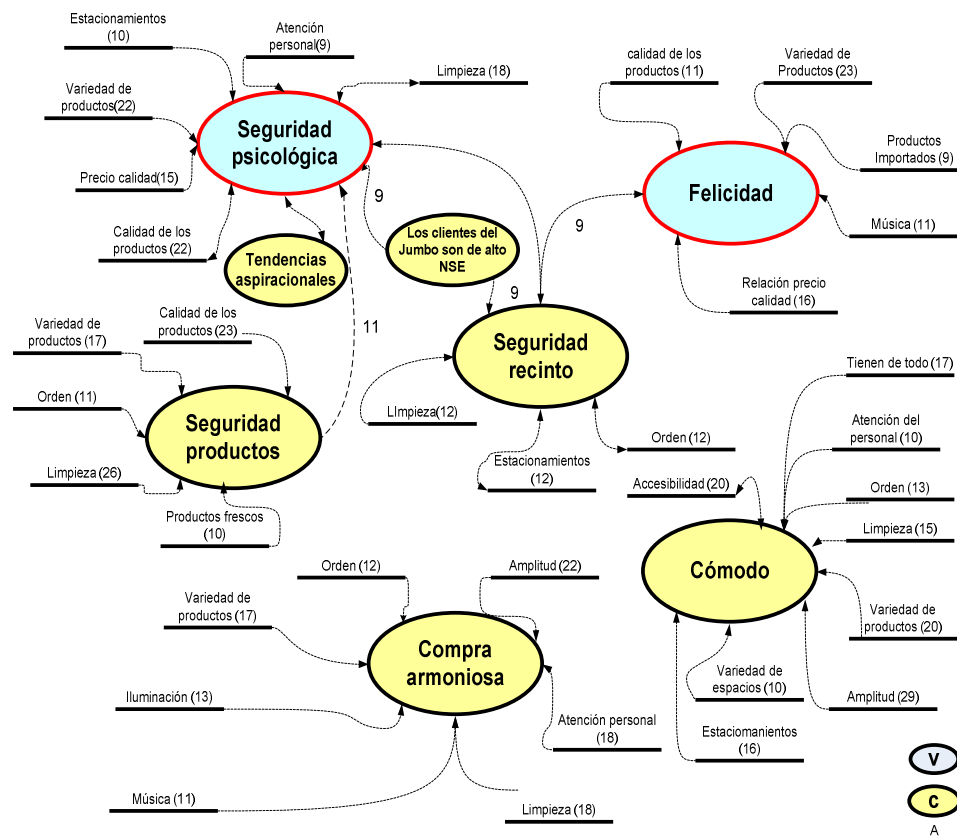 Estacionamientos
(10)
Atención
personal(9)
Limpieza (18)
calidad de los
productos (11)
Variedad de
Productos (23)
Variedad de
productos(22)
Seguridad
psicológica
Productos
Importados (9)
Precio calidad(15)
Felicidad
9
9
Música (11)
Calidad de los
productos (22)
Tendencias
aspiracionales
Los clientes del
Jumbo son de alto
NSE
Relación precio
calidad (16)
9
11
Variedad de
productos (17)
Calidad de los
productos (23)
Seguridad
recinto
Tienen de todo (17)
Orden (11)
Seguridad
productos
LImpieza(12)
Orden (12)
Atención del
personal (10)
Limpieza (26)
Estacionamientos
(12)
Accesibilidad (20)
Orden (13)
Productos frescos
(10)
Limpieza (15)
Cómodo
Orden (12)
Amplitud (22)
Variedad de
productos (17)
Variedad de
productos (20)
Compra
armoniosa
Variedad de
espacios (10)
Iluminación (13)
Amplitud (29)
Atención personal
(18)
Estaciomanientos
(16)
V
Música (11)
Limpieza (18)
C
A